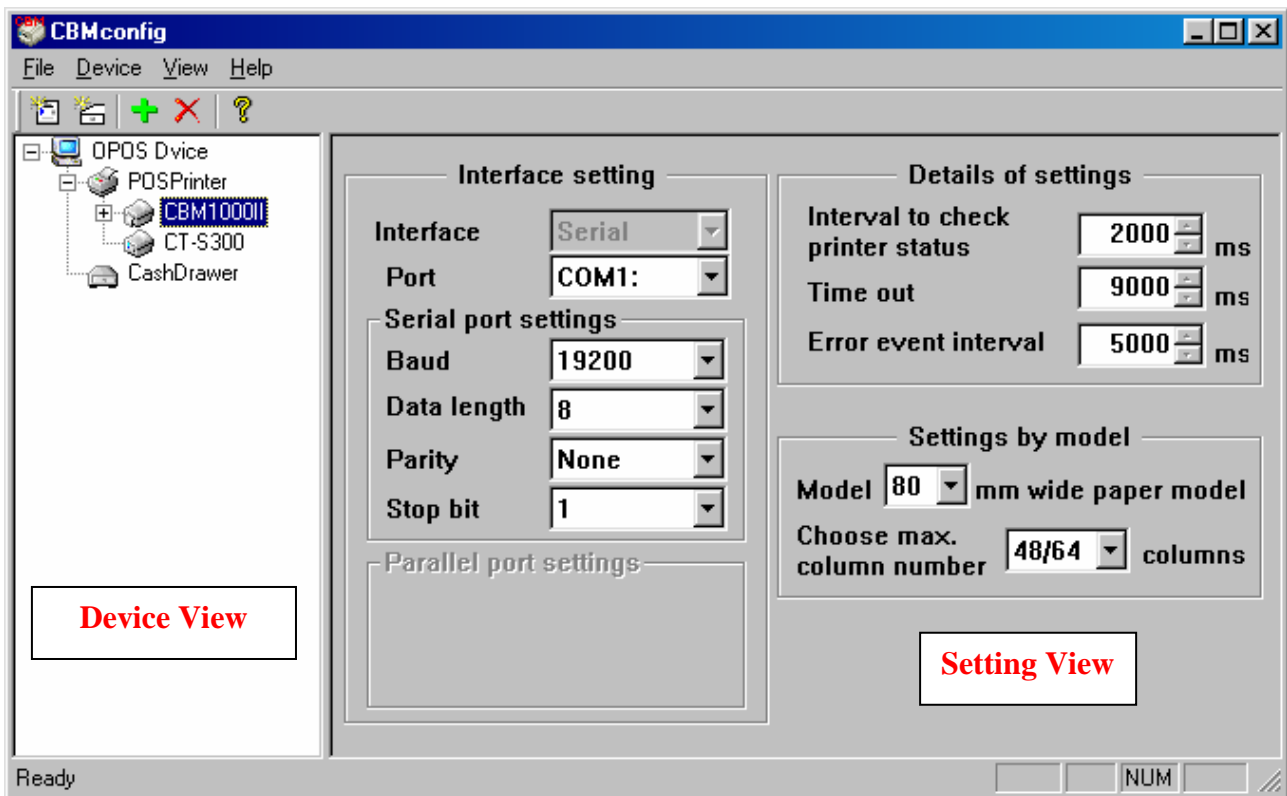 CBMconfig
File Device View Help
OPOS Dvice
POSPrinter
CBM1000II
CT-S300
CashDrawer
Device View
Interface setting
Interface Serial
Port COM1:
Serial port settings
Baud 19200
Data length 8
Parity None
Stop bit 1
Parallel port settings
Details of settings
Interval to check
printer status 2000 ms
Time out 9000 ms
Error event interval 5000 ms
Settings by model
Model 80 mm wide paper model
Choose max.
column number 48/64 columns
Setting View
Ready NUM